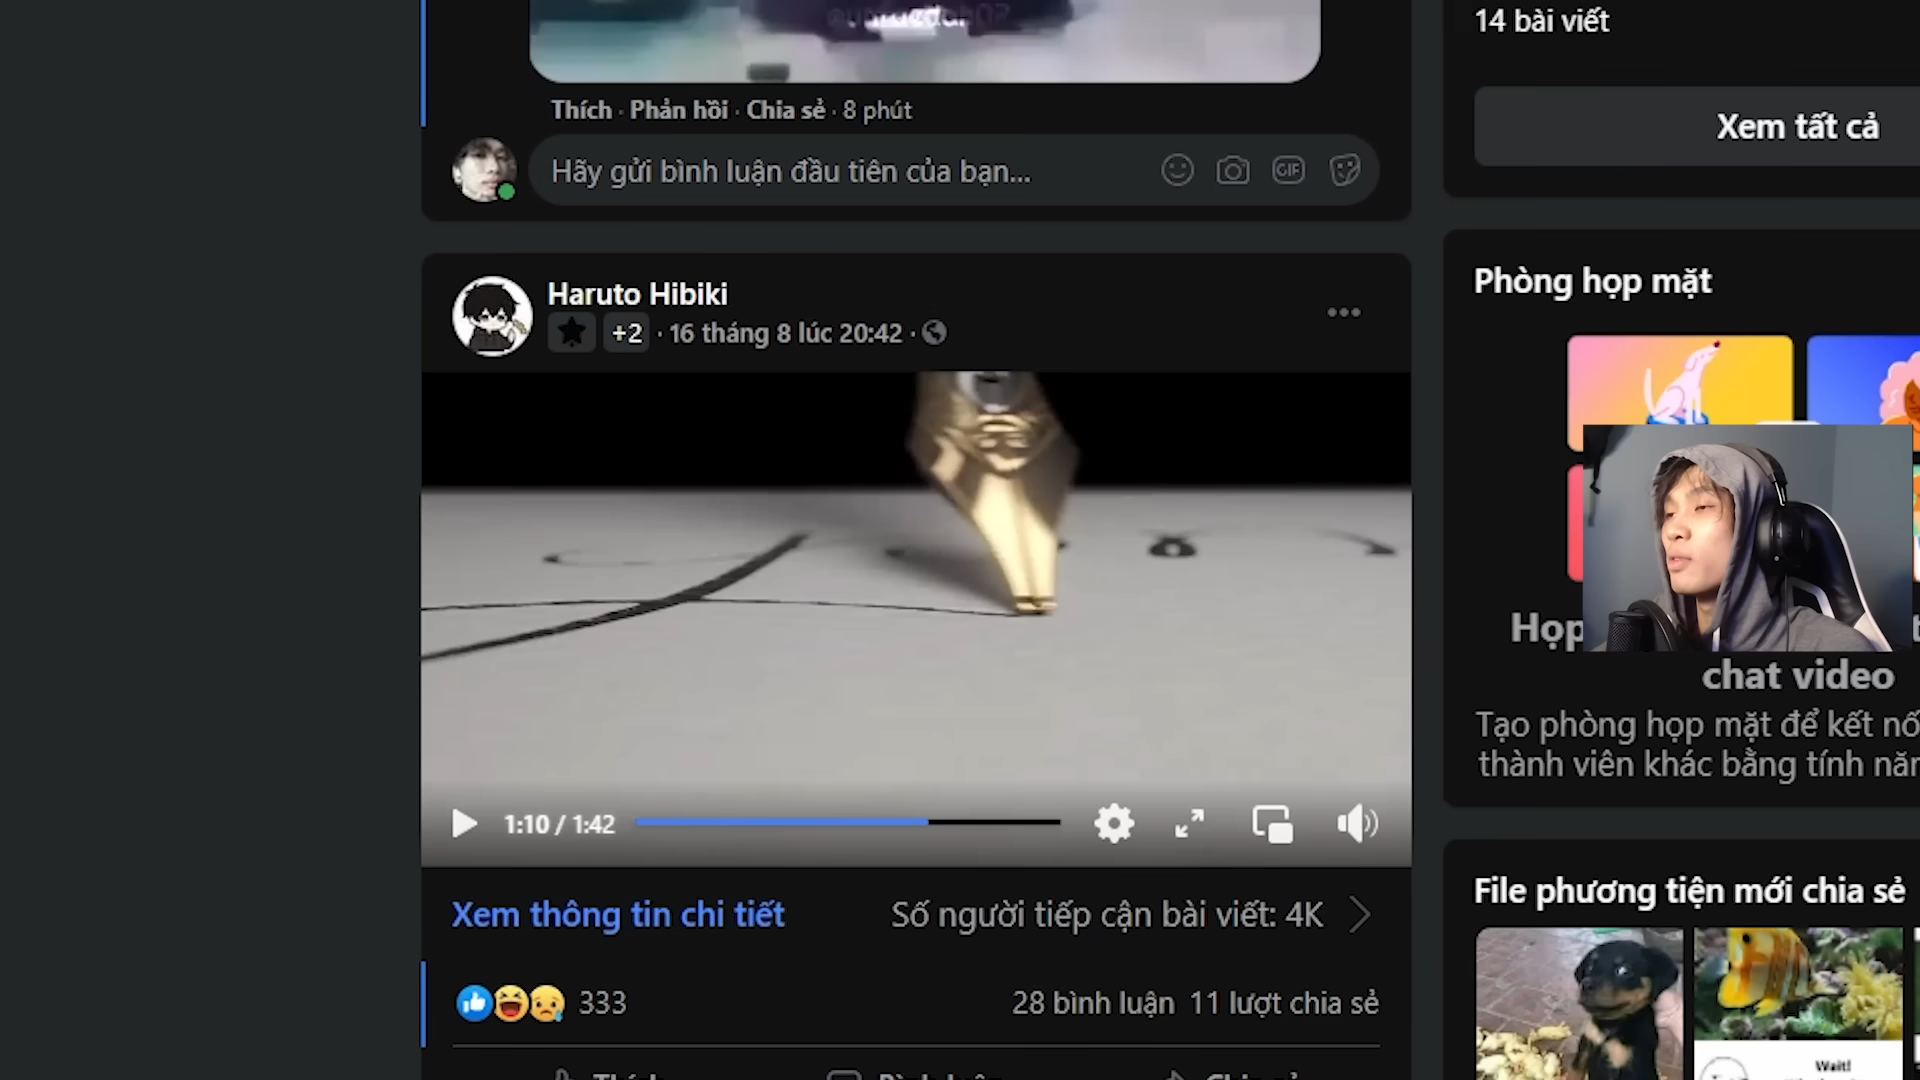 14 bài viết
Xem tất cả
Thích · Phản hồi · Chia sẻ · 8 phút
Hãy gửi bình luận đầu tiên của bạn...
GIF
Haruto Hibiki
+2 · 16 tháng 8 lúc 20:42 ·
1:10 / 1:42
Xem thông tin chi tiết
Số người tiếp cận bài viết: 4K
333
28 bình luận 11 lượt chia sẻ
Phòng họp mặt
Họp
chat video
Tạo phòng họp mặt để kết
thành viên khác bằng tính
File phương tiện mới chia sẻ
Wait!